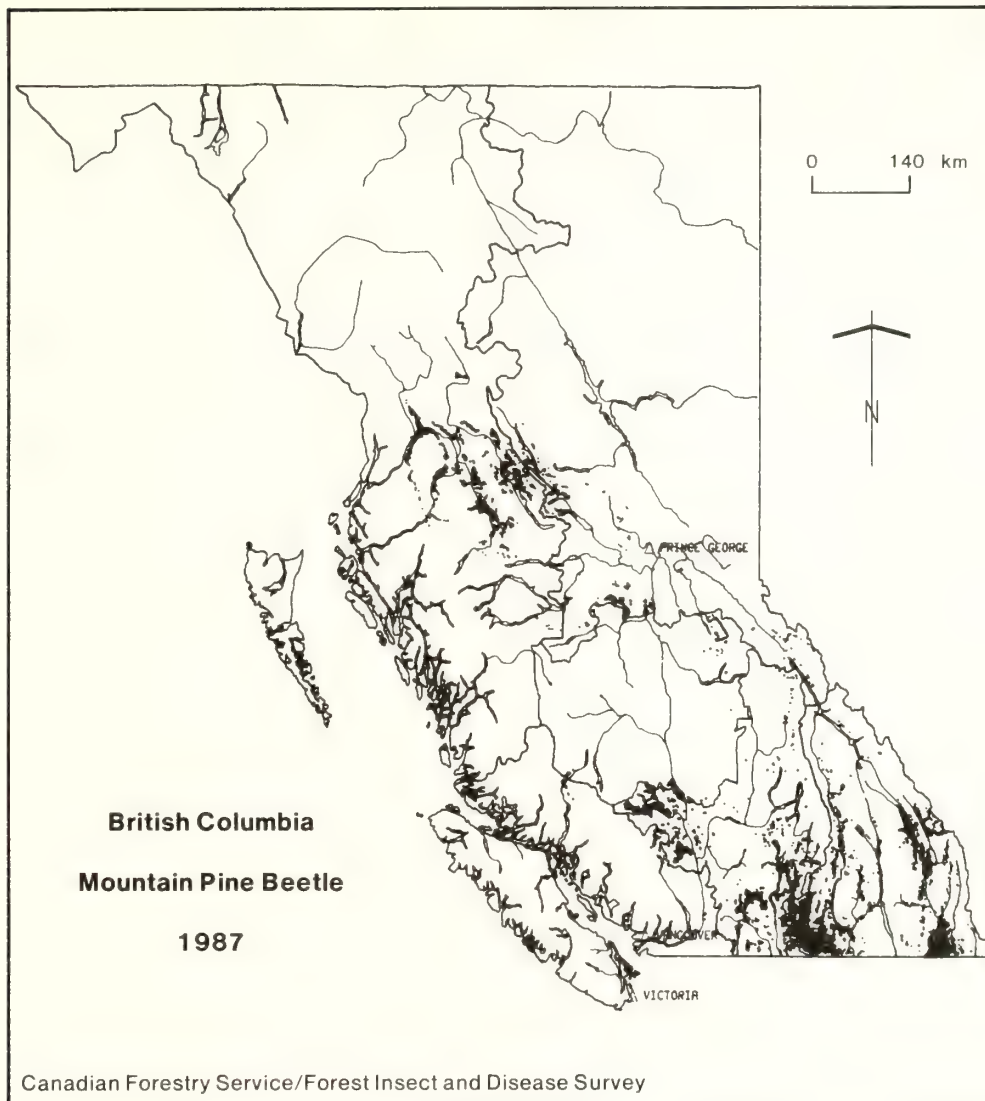 0 140 km
N
PRINCE GEORGE
British Columbia
Mountain Pine Beetle
1987
VANCOUVER
VICTORIA
Canadian Forestry Service/Forest Insect and Disease Survey